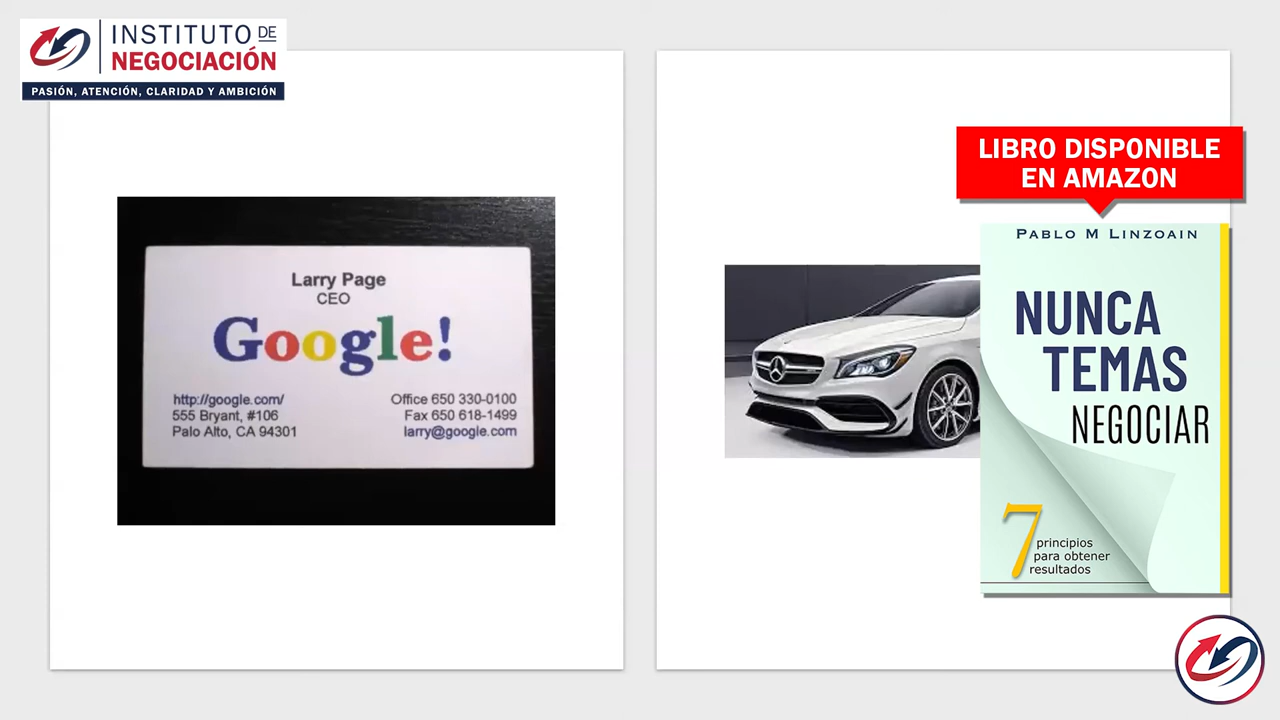 INSTITUTO DE
NEGOCIACIÓN
PASIÓN, ATENCIÓN, CLARIDAD Y AMBICIÓN
Larry Page
CEO
Google!
http://google.com/
555 Bryant, #106
Palo Alto, CA 94301
Office 650 330-0100
Fax 650 618-1499
larry@google.com
LIBRO DISPONIBLE
EN AMAZON
PABLO M LINZOAIN
NUNCA
TEMAS
NEGOCIAR
7 principios
para obtener
resultados